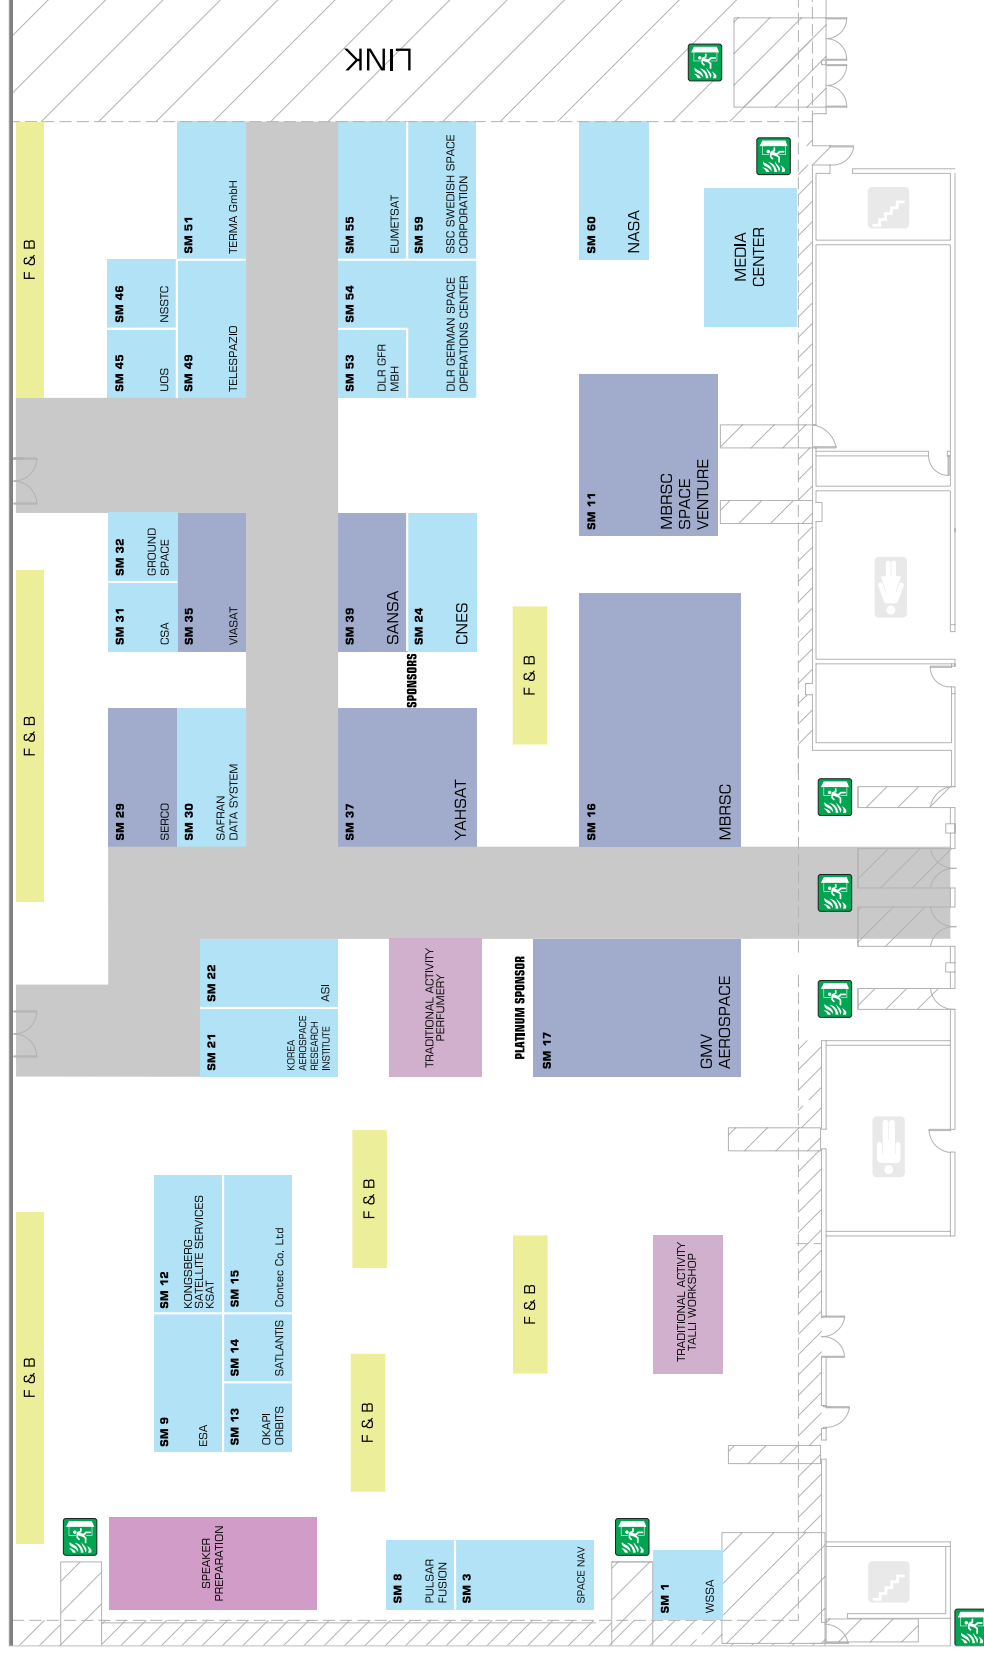 LINK
F & B
SM 51
TERMA GmbH
SM 55
EUMETSAT
SM 59
SSC SWEDISH SPACE
CORPORATION
SM 60
NASA
MEDIA
CENTER
SM 46
NSSTC
SM 45
UOS
SM 49
TELESPAZIO
SM 54
DLR GERMAN SPACE
OPERATIONS CENTER
SM 53
DLR GFR
MBH
SM 11
MBRSC
SPACE
VENTURE
SM 32
GROUND
SPACE
SM 31
CSA
SM 35
VIASAT
SM 39
SANSA
SM 24
CNES
SPONSORS
F & B
F & B
SM 29
SERCO
SM 30
SAFRAN
DATA SYSTEM
SM 37
YAHSAT
SM 16
MBRSC
SM 22
ASI
SM 21
KOREA
AEROSPACE
RESEARCH
INSTITUTE
TRADITIONAL ACTIVITY
PERFUMERY
PLATINUM SPONSOR
SM 17
GMV
AEROSPACE
F & B
SM 12
KONGSBERG
SATELLITE SERVICES
KSAT
SM 15
Contec Co. Ltd
SM 9
ESA
SM 14
SATLANTIS
SM 13
OKAPI
ORBITS
F & B
F & B
F & B
TRADITIONAL ACTIVITY
TALLI WORKSHOP
SPEAKER
PREPARATION
SM 8
PULSAR
FUSION
SM 3
SPACE NAV
SM 1
WSSA